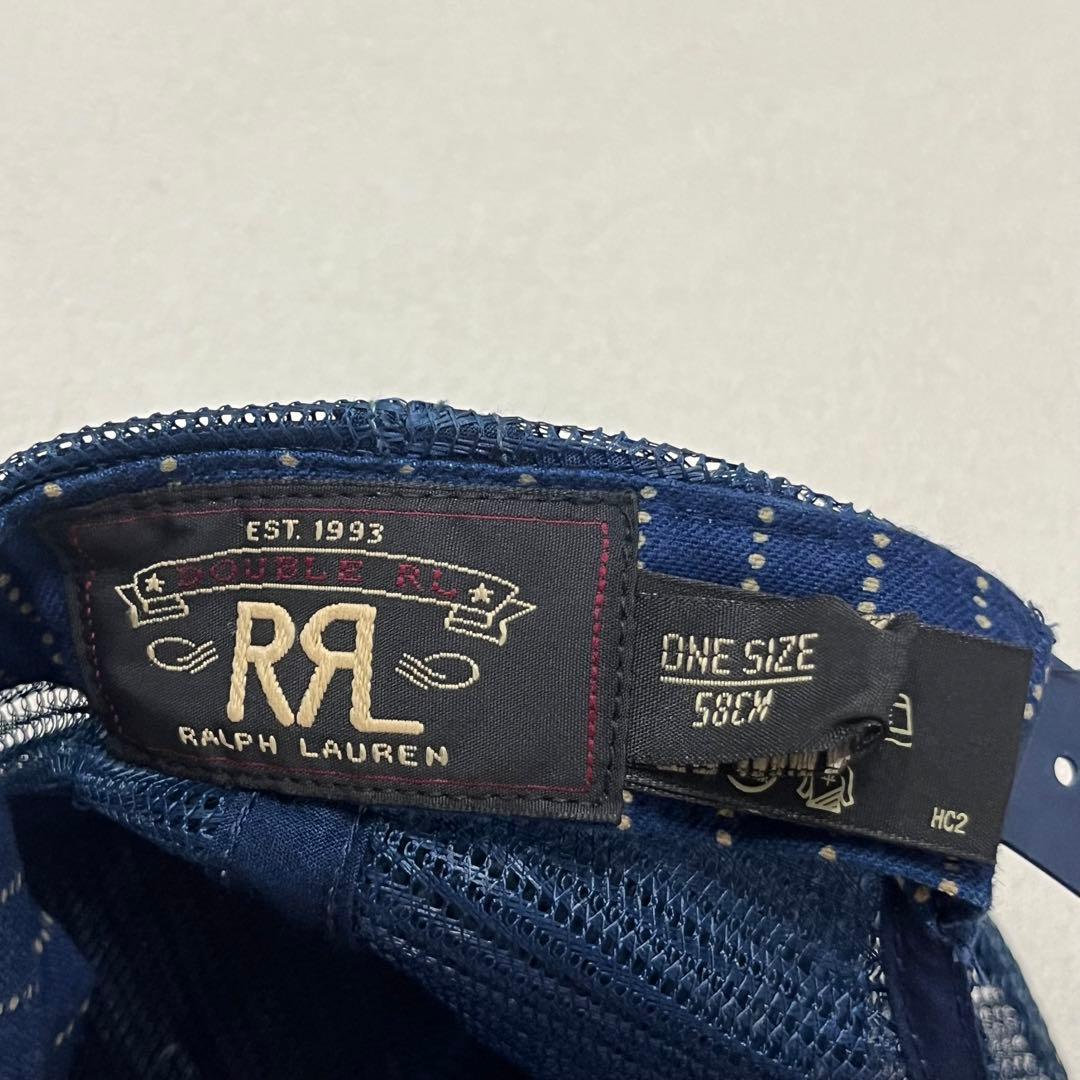 EST. 1993
DOUBLE RL
RRL
RALPH LAUREN
ONE SIZE
58CM
HC2